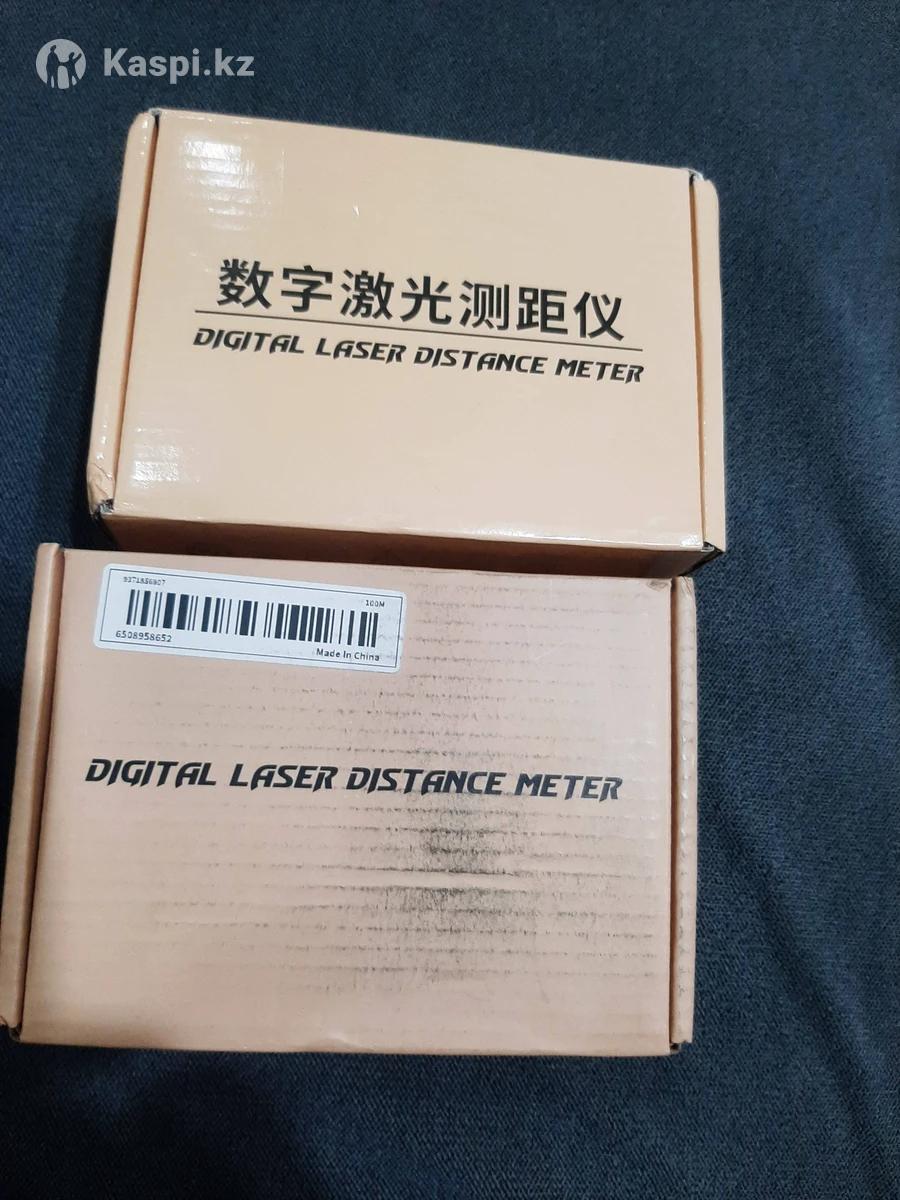 Kaspi.kz
数字激光测距仪
DIGITAL LASER DISTANCE METER
9371856907
100M
6508958652
Made In China
DIGITAL LASER DISTANCE METER